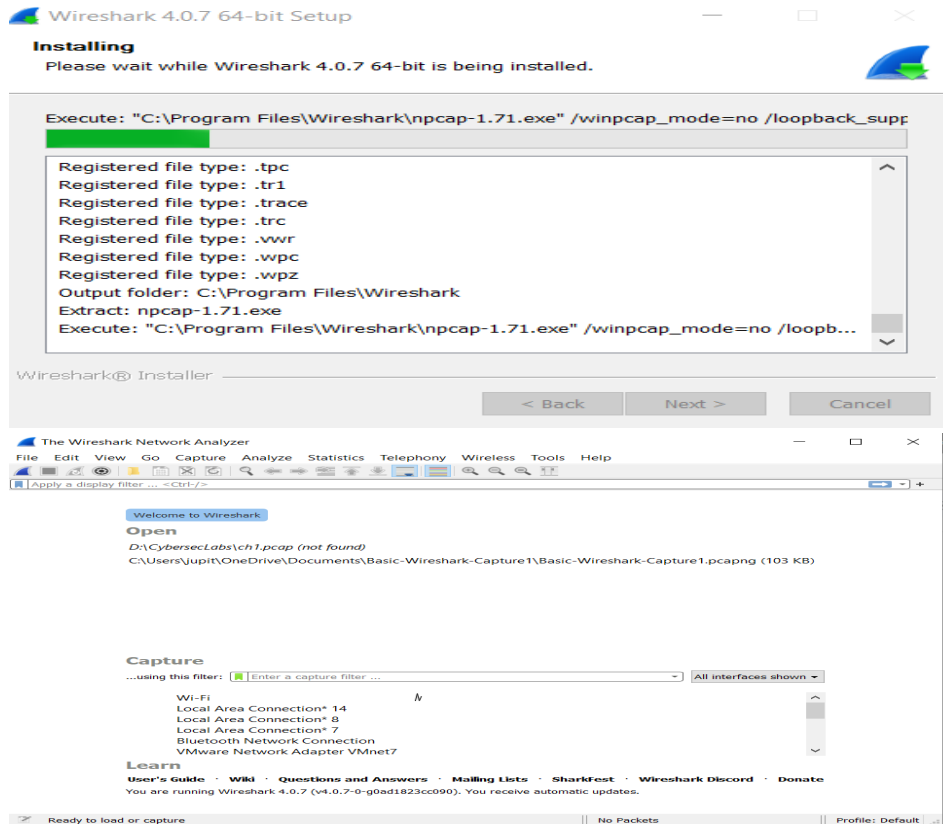 Wireshark 4.0.7 64-bit Setup
Installing
Please wait while Wireshark 4.0.7 64-bit is being installed.
Execute: "C:\Program Files\Wireshark\npcap-1.71.exe" /winpcap_mode=no /loopback_supp
Registered file type: .tpc
Registered file type: .tr1
Registered file type: .trace
Registered file type: .trc
Registered file type: .vwr
Registered file type: .wpc
Registered file type: .wpz
Output folder: C:\Program Files\Wireshark
Extract: npcap-1.71.exe
Execute: "C:\Program Files\Wireshark\npcap-1.71.exe" /winpcap_mode=no /loopb...
Wireshark® Installer
< Back Next > Cancel
The Wireshark Network Analyzer
File Edit View Go Capture Analyze Statistics Telephony Wireless Tools Help
Apply a display filter ... <Ctrl-/>
Welcome to Wireshark
Open
D:\CybersecLabs\ch1.pcap (not found)
C:\Users\jupit\OneDrive\Documents\Basic-Wireshark-Capture1\Basic-Wireshark-Capture1.pcapng (103 KB)
Capture
...using this filter: Enter a capture filter ... All interfaces shown
Wi-Fi
Local Area Connection* 14
Local Area Connection* 8
Local Area Connection* 7
Bluetooth Network Connection
VMware Network Adapter VMnet7
Learn
User's Guide · Wiki · Questions and Answers · Mailing Lists · SharkFest · Wireshark Discord · Donate
You are running Wireshark 4.0.7 (v4.0.7-0-g0ad1823cc090). You receive automatic updates.
Ready to load or capture No Packets Profile: Default